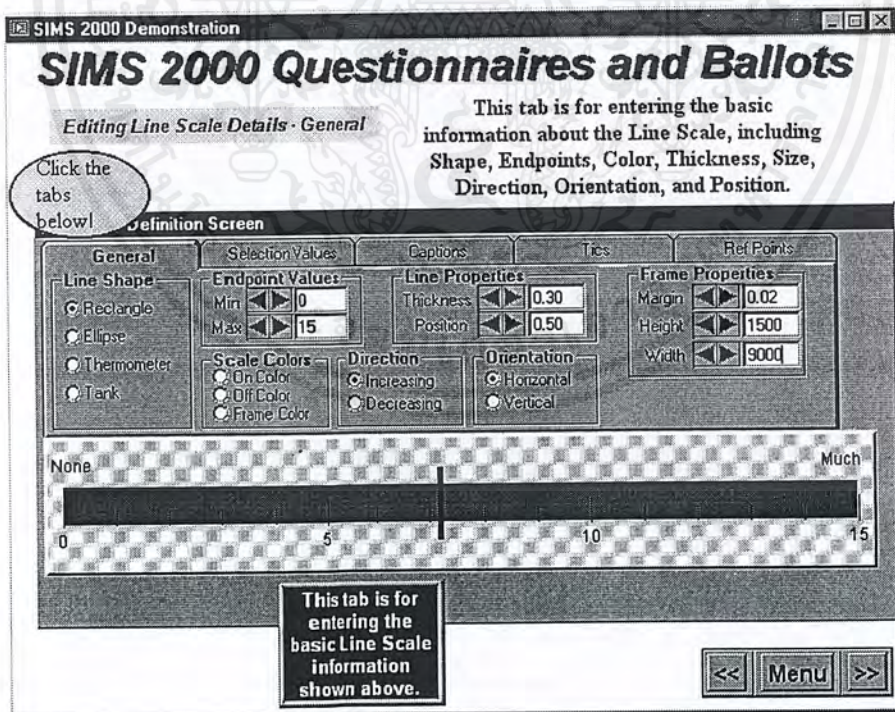 SIMS 2000 Demonstration
SIMS 2000 Questionnaires and Ballots
Editing Line Scale Details - General
This tab is for entering the basic
information about the Line Scale, including
Shape, Endpoints, Color, Thickness, Size,
Direction, Orientation, and Position.
Click the
tabs
below!
Definition Screen
General Selection Values Captions Tics Ref Points
Line Shape
Rectangle
Ellipse
Thermometer
Tank
Endpoint Values
Min 0
Max 15
Line Properties
Thickness 0.30
Position 0.50
Frame Properties
Margin 0.02
Height 1500
Width 9000
Scale Colors
On Color
Off Color
Frame Color
Direction
Increasing
Decreasing
Orientation
Horizontal
Vertical
None Much
0 5 10 15
This tab is for
entering the
basic Line Scale
information
shown above.
<< Menu >>